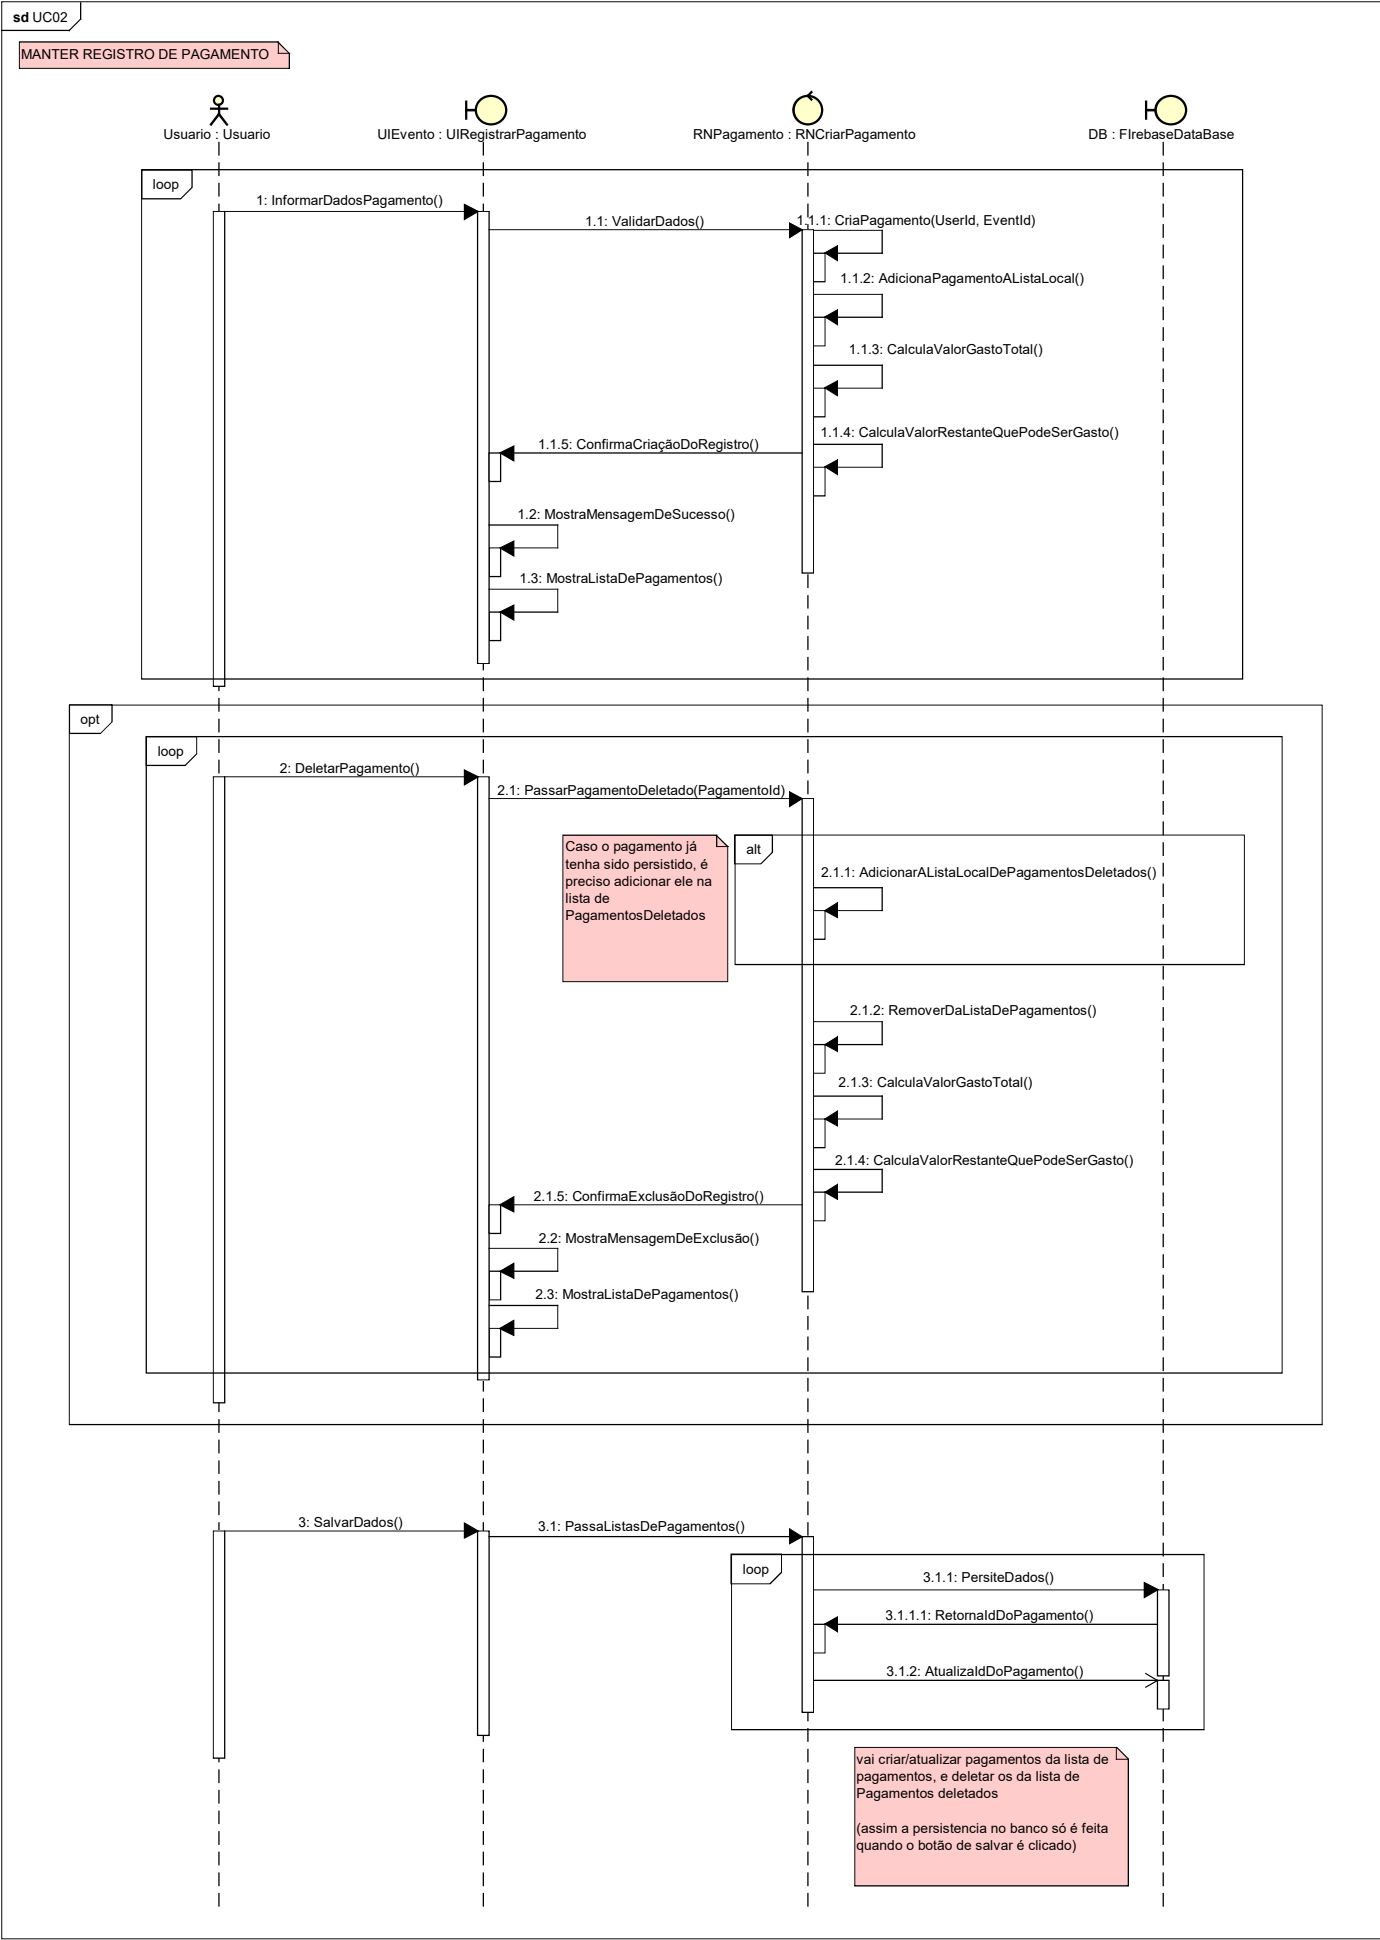 sd UC02
MANTER REGISTRO DE PAGAMENTO
Usuario : Usuario
UIEvento : UIRegistrarPagamento
RNPagamento : RNCriarPagamento
DB : FIrebaseDataBase
loop
1: InformarDadosPagamento()
1.1: ValidarDados()
1.1.1: CriaPagamento(UserId, EventId)
1.1.2: AdicionaPagamentoAListaLocal()
1.1.3: CalculaValorGastoTotal()
1.1.4: CalculaValorRestanteQuePodeSerGasto()
1.1.5: ConfirmaCriaçãoDoRegistro()
1.2: MostraMensagemDeSucesso()
1.3: MostraListaDePagamentos()
opt
loop
2: DeletarPagamento()
2.1: PassarPagamentoDeletado(PagamentoId)
Caso o pagamento já
tenha sido persistido, é
preciso adicionar ele na
lista de
PagamentosDeletados
alt
2.1.1: AdicionarAListaLocalDePagamentosDeletados()
2.1.2: RemoverDaListaDePagamentos()
2.1.3: CalculaValorGastoTotal()
2.1.4: CalculaValorRestanteQuePodeSerGasto()
2.1.5: ConfirmaExclusãoDoRegistro()
2.2: MostraMensagemDeExclusão()
2.3: MostraListaDePagamentos()
3: SalvarDados()
3.1: PassaListasDePagamentos()
loop
3.1.1: PersiteDados()
3.1.1.1: RetornaIdDoPagamento()
3.1.2: AtualizaIdDoPagamento()
vai criar/atualizar pagamentos da lista de
pagamentos, e deletar os da lista de
Pagamentos deletados
(assim a persistencia no banco só é feita
quando o botão de salvar é clicado)